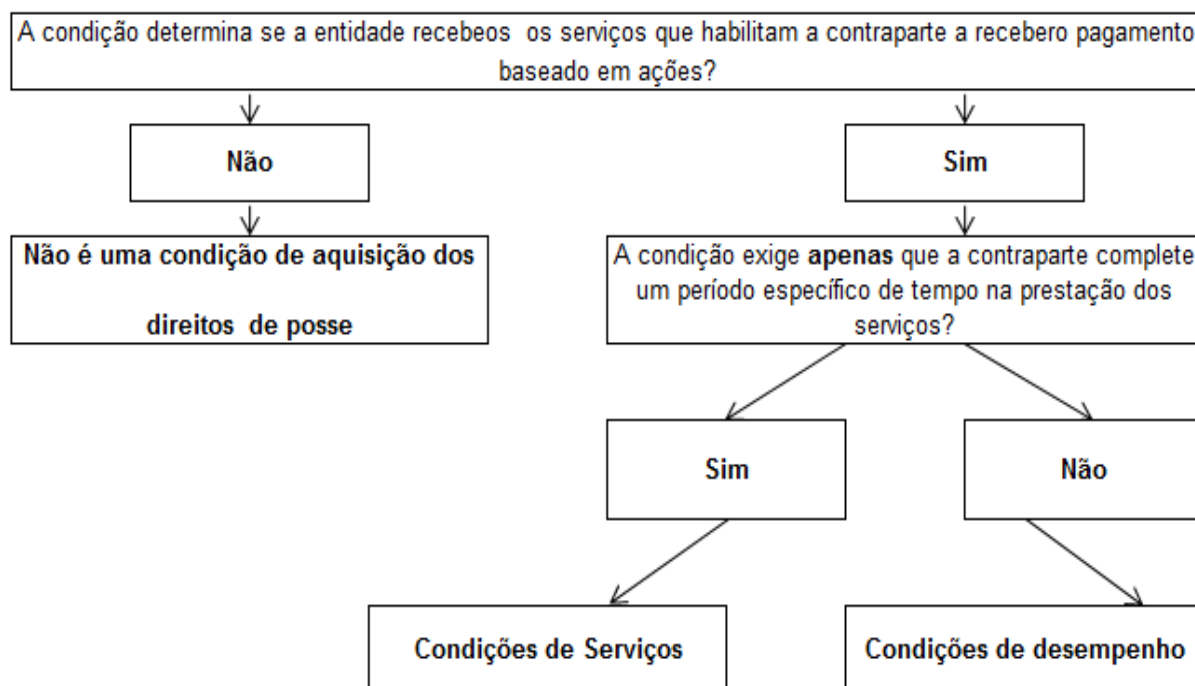 A condição determina se a entidade recebeos os serviços que habilitam a contraparte a recebero pagamento
baseado em ações?
Não
Sim
Não é uma condição de aquisição dos
direitos de posse
A condição exige apenas que a contraparte complete
um período específico de tempo na prestação dos
serviços?
Sim
Não
Condições de Serviços
Condições de desempenho